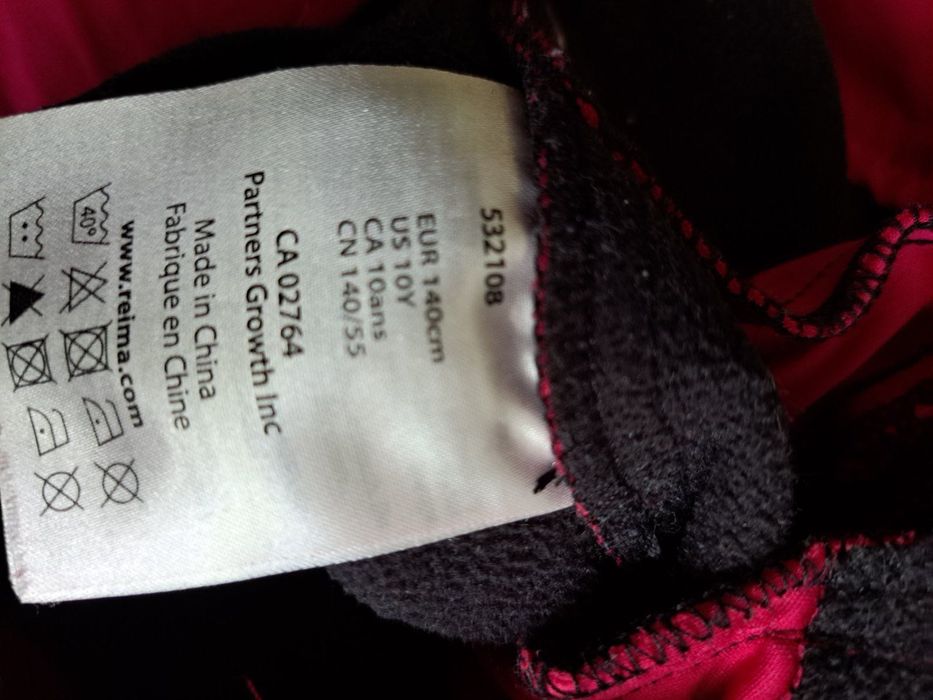 532108
EUR 140cm
US 10Y
CA 10ans
CN 140/55
CA 02764
Partners Growth Inc
Made in China
Fabrique en Chine
www.reima.com
40°